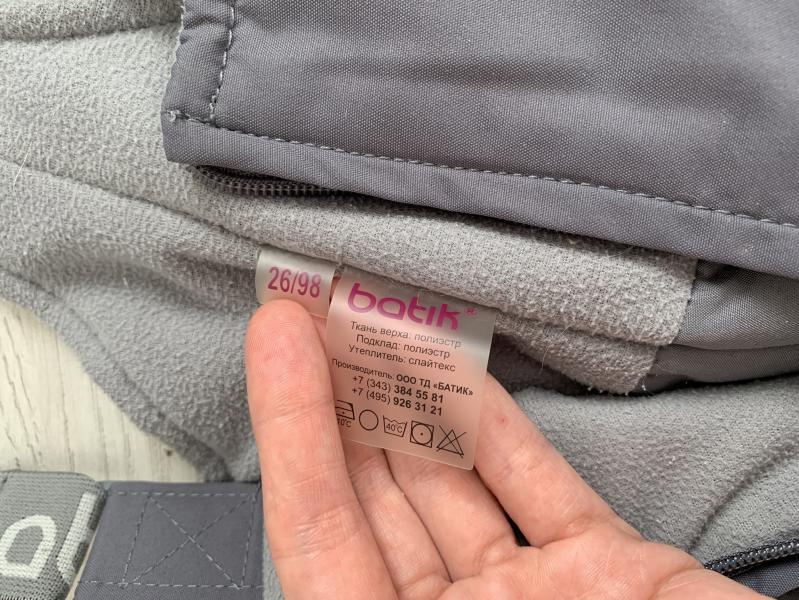 26/98
batik®
Ткань верха: полиэстр
Подклад: полиэстр
Утеплитель: слайтекс
Производитель: ООО ТД «БАТИК»
+7 (343) 384 55 81
+7 (495) 926 31 21
40°C